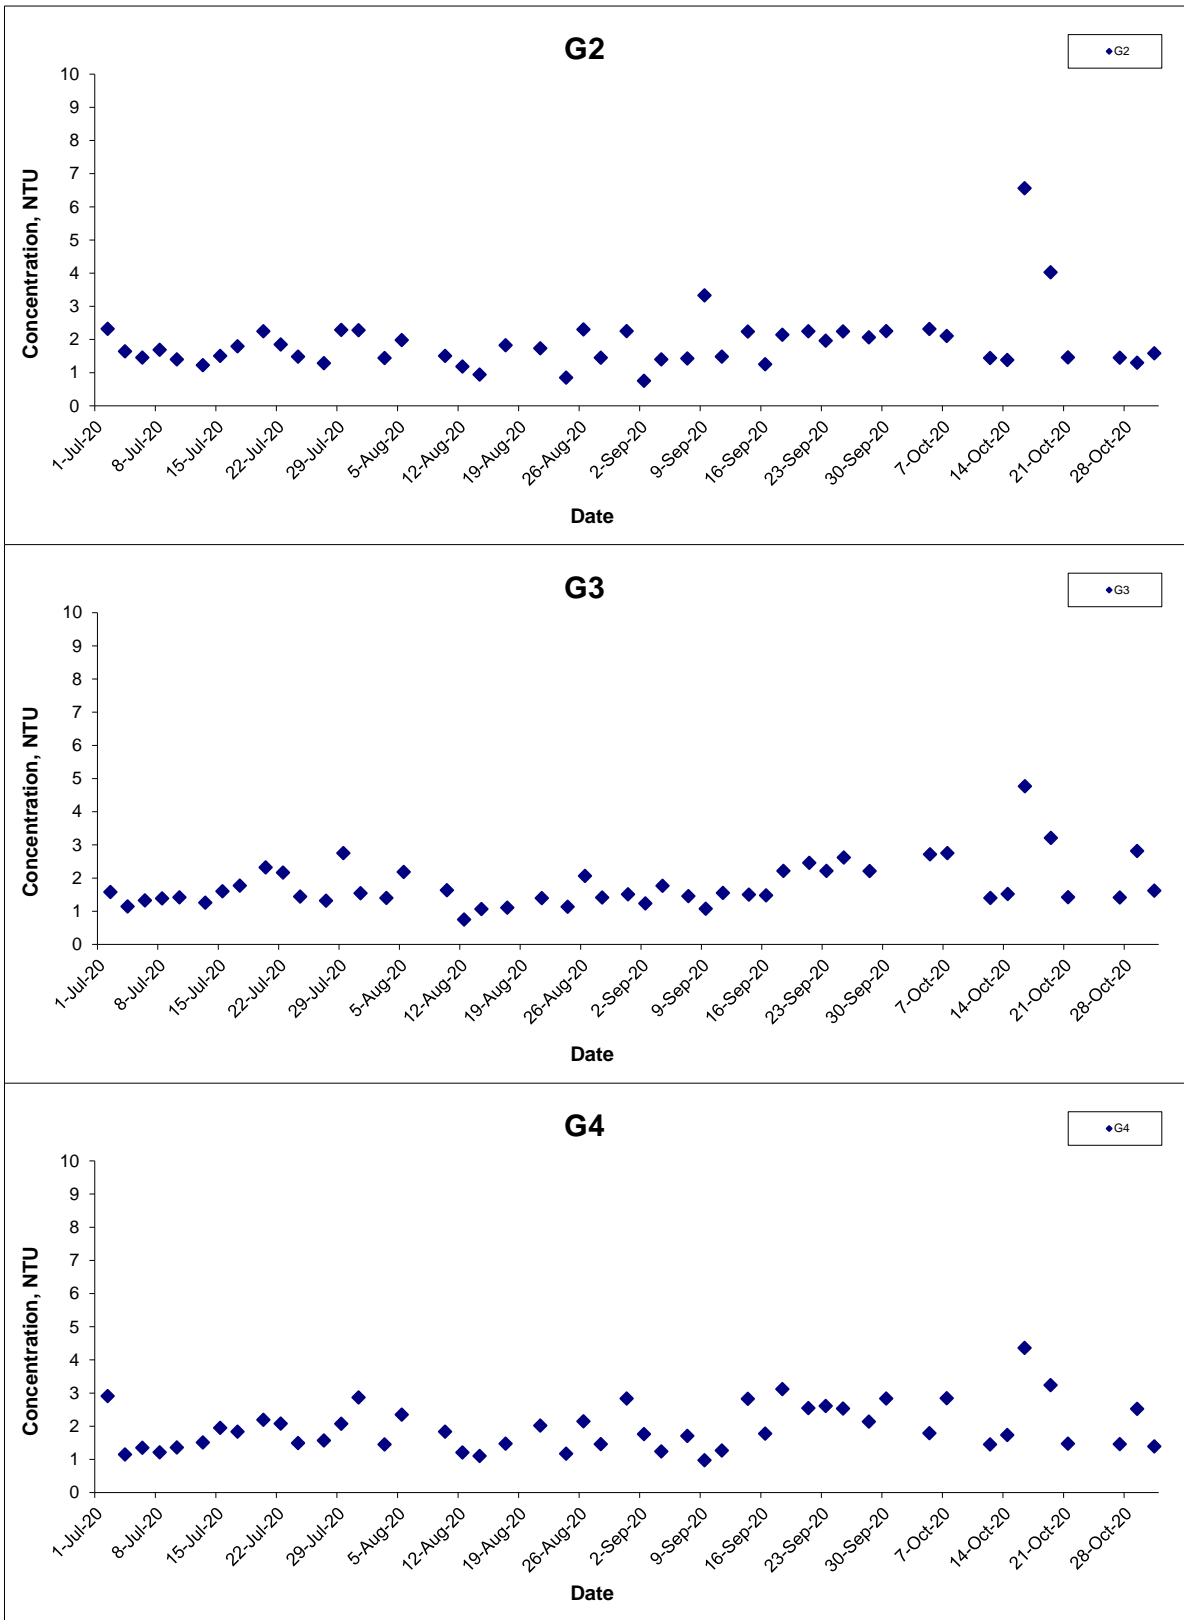 G2
G2
10
9
8
7
6
5
4
3
2
1
0
Concentration, NTU
1-Jul-20
8-Jul-20
15-Jul-20
22-Jul-20
29-Jul-20
5-Aug-20
12-Aug-20
19-Aug-20
26-Aug-20
2-Sep-20
9-Sep-20
16-Sep-20
23-Sep-20
30-Sep-20
7-Oct-20
14-Oct-20
21-Oct-20
28-Oct-20
Date
G3
G3
10
9
8
7
6
5
4
3
2
1
0
Concentration, NTU
1-Jul-20
8-Jul-20
15-Jul-20
22-Jul-20
29-Jul-20
5-Aug-20
12-Aug-20
19-Aug-20
26-Aug-20
2-Sep-20
9-Sep-20
16-Sep-20
23-Sep-20
30-Sep-20
7-Oct-20
14-Oct-20
21-Oct-20
28-Oct-20
Date
G4
G4
10
9
8
7
6
5
4
3
2
1
0
Concentration, NTU
1-Jul-20
8-Jul-20
15-Jul-20
22-Jul-20
29-Jul-20
5-Aug-20
12-Aug-20
19-Aug-20
26-Aug-20
2-Sep-20
9-Sep-20
16-Sep-20
23-Sep-20
30-Sep-20
7-Oct-20
14-Oct-20
21-Oct-20
28-Oct-20
Date